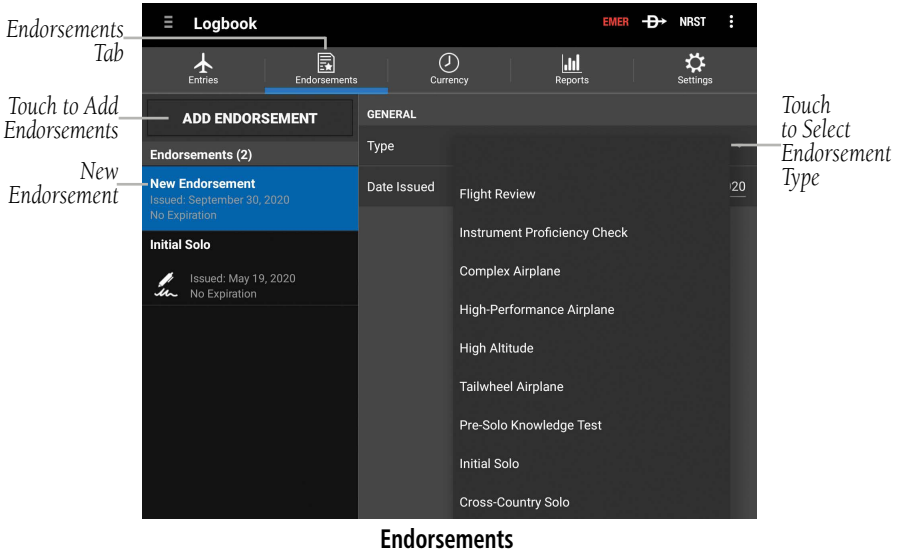 Logbook
EMER
D
NRST
Entries
Endorsements
Currency
Reports
Settings
Endorsements
Tab
Touch to Add
Endorsements
New
Endorsement
ADD ENDORSEMENT
Endorsements (2)
New Endorsement
Issued: September 30, 2020
No Expiration
Initial Solo
Issued: May 19, 2020
No Expiration
GENERAL
Type
Date Issued
020
Flight Review
Instrument Proficiency Check
Complex Airplane
High-Performance Airplane
High Altitude
Tailwheel Airplane
Pre-Solo Knowledge Test
Initial Solo
Cross-Country Solo
Touch
to Select
Endorsement
Type
Endorsements